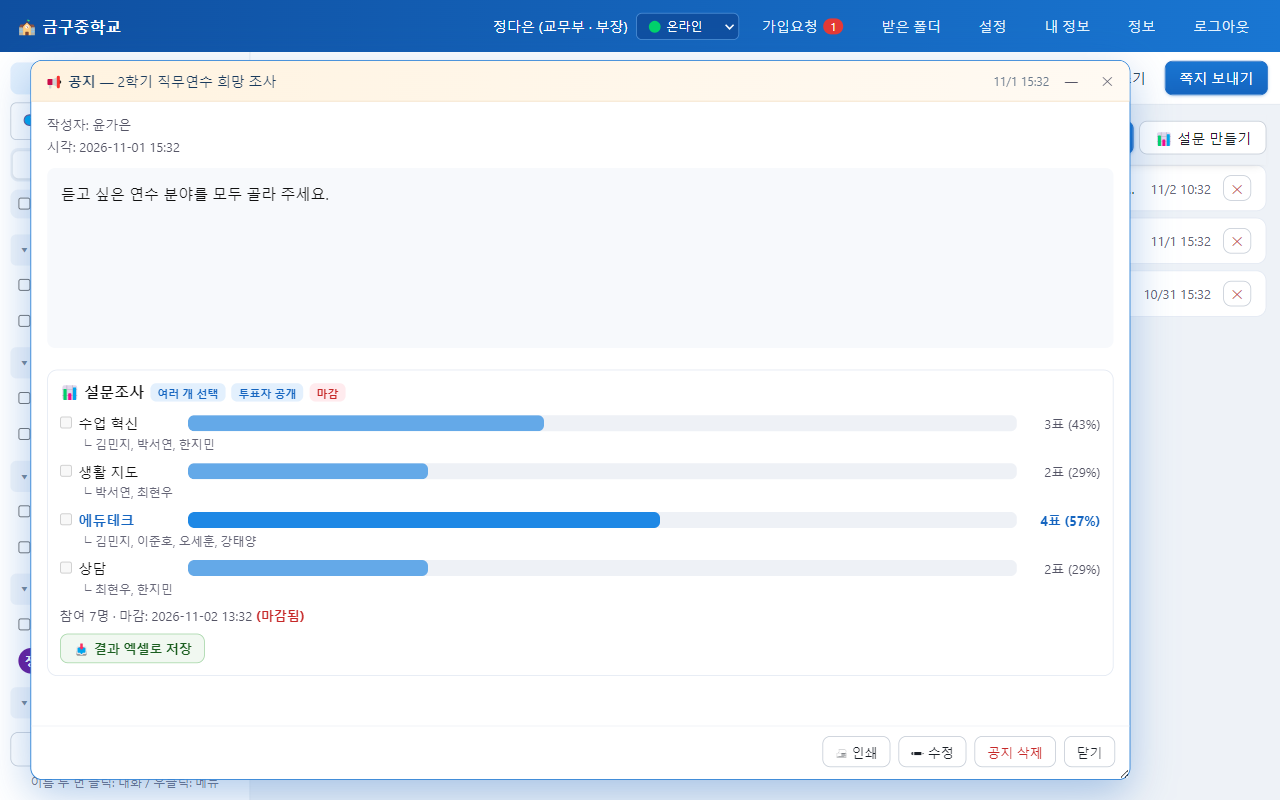 금구중학교
정다은 (교무부 · 부장)
온라인
가입요청 1
받은 폴더
설정
내 정보
정보
로그아웃
공지 — 2학기 직무연수 희망 조사
11/1 15:32
기
쪽지 보내기
작성자: 윤가은
시각: 2026-11-01 15:32
설문 만들기
듣고 싶은 연수 분야를 모두 골라 주세요.
11/2 10:32
11/1 15:32
10/31 15:32
설문조사 여러 개 선택 투표자 공개 마감
수업 혁신 3표 (43%)
└ 김민지, 박서연, 한지민
생활 지도 2표 (29%)
└ 박서연, 최현우
에듀테크 4표 (57%)
└ 김민지, 이준호, 오세훈, 강태양
상담 2표 (29%)
└ 최현우, 한지민
참여 7명 · 마감: 2026-11-02 13:32 (마감됨)
결과 엑셀로 저장
인쇄
수정
공지 삭제
닫기